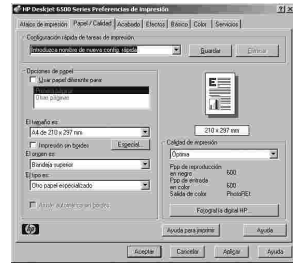 HP Deskjet 6500 Series Preferencias de impresión
Atajos de impresión Papel / Calidad Acabado Efectos Básico Color Servicios
Configuración rápida de tareas de impresión
Introduzca nombre de nueva config. rápida
Guardar
Eliminar
Opciones de papel
Usar papel diferente para:
Primera página
Otras páginas
El tamaño es:
A4 de 210 x 297 mm
Impresión sin bordes
Especial...
El origen es:
Bandeja superior
El tipo es:
Otro papel especializado
210 x 297 mm
Calidad de impresión
Óptima
Ppp de reproducción
en negro 600
Ppp de entrada
en color 600
Salida de color PhotoREt
Fotografía digital HP...
Ayuda para imprimir
Ayuda
Aceptar Cancelar Aplicar Ayuda